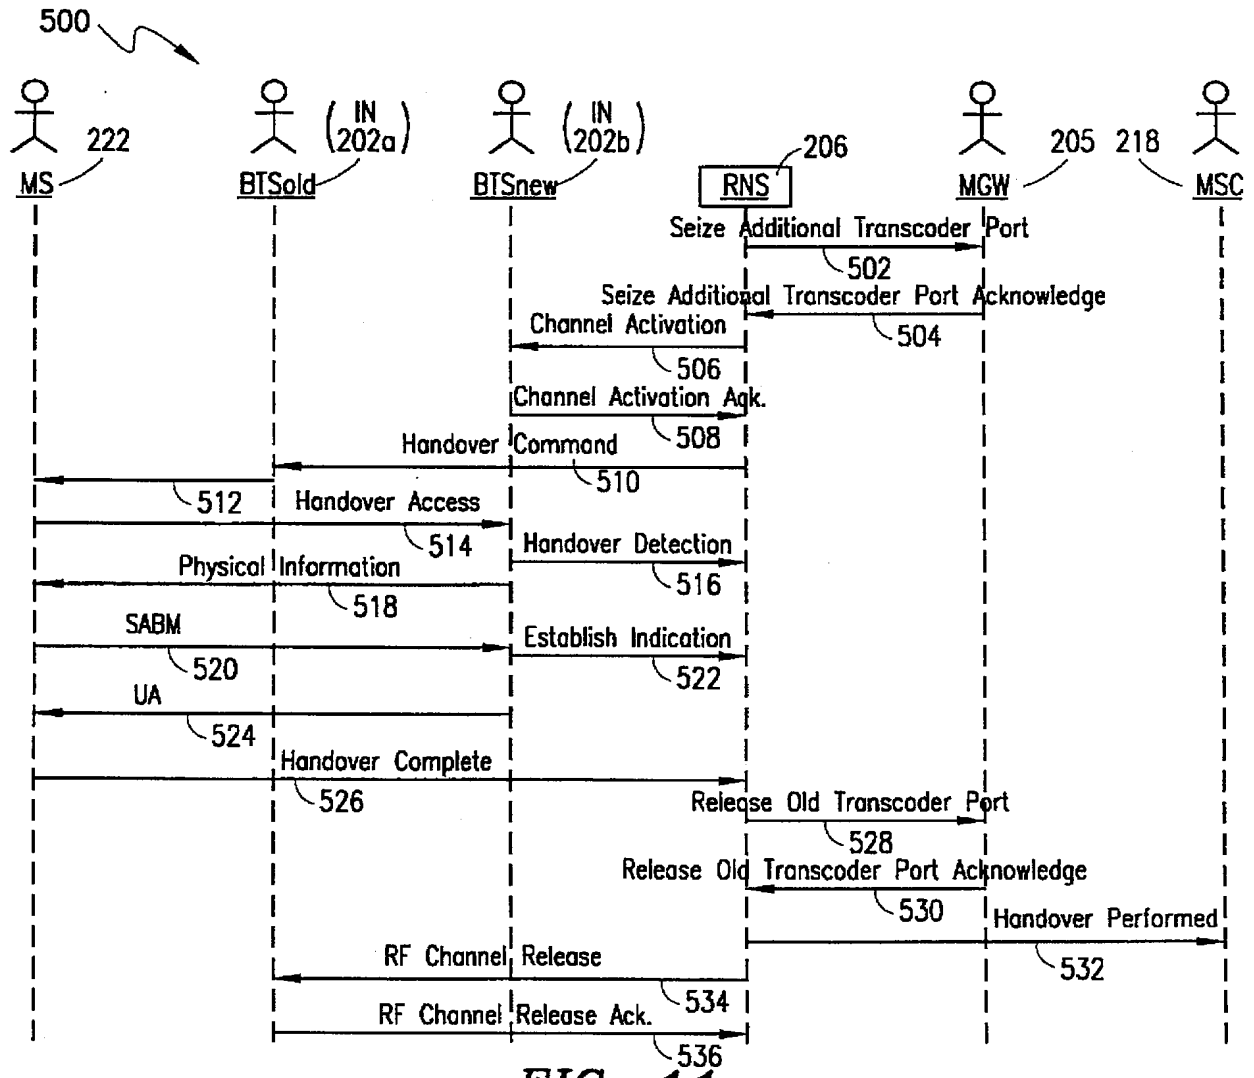 500
(IN 202a)
(IN 202b)
MS 222
BTSold
BTSnew
RNS 206
MGW 205
218 MSC
Seize Additional Transcoder Port
502
Seize Additional Transcoder Port Acknowledge
504
Channel Activation
506
Channel Activation Ack.
508
Handover Command
510
512
Handover Access
514
Handover Detection
516
Physical Information
518
SABM
520
Establish Indication
522
UA
524
Handover Complete
526
Release Old Transcoder Port
528
Release Old Transcoder Port Acknowledge
530
Handover Performed
532
RF Channel Release
534
RF Channel Release Ack.
536